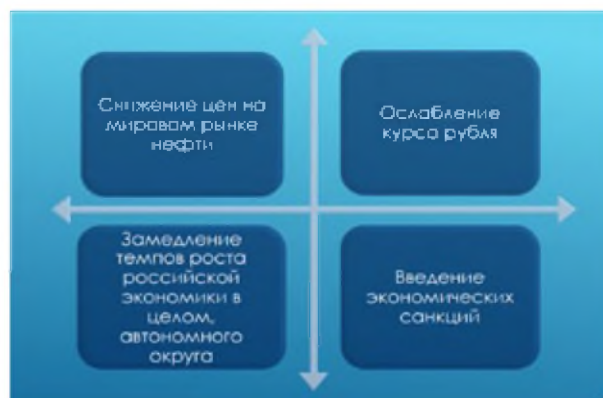 Снижение цен на
мировом рынке
нефти
Ослабление
курса рубля
Замедление
темпов роста
российской
экономики в
целом,
автономного
округа
Введение
экономических
санкций